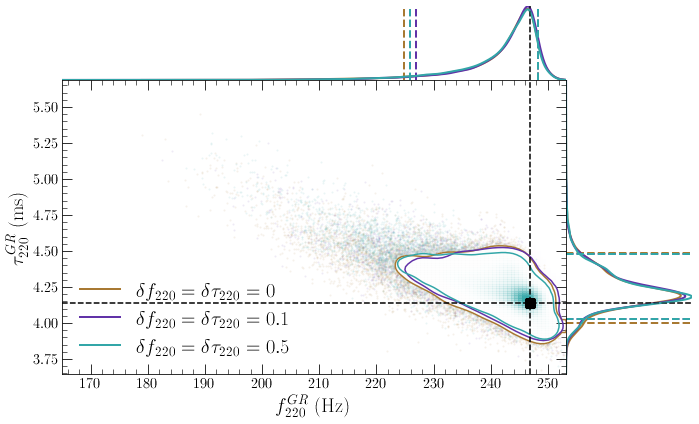 5.50
5.25
5.00
4.75
4.50
4.25
4.00
3.75
τ_{220}^{GR} (ms)
δf_{220} = δτ_{220} = 0
δf_{220} = δτ_{220} = 0.1
δf_{220} = δτ_{220} = 0.5
170 180 190 200 210 220 230 240 250
f_{220}^{GR} (Hz)